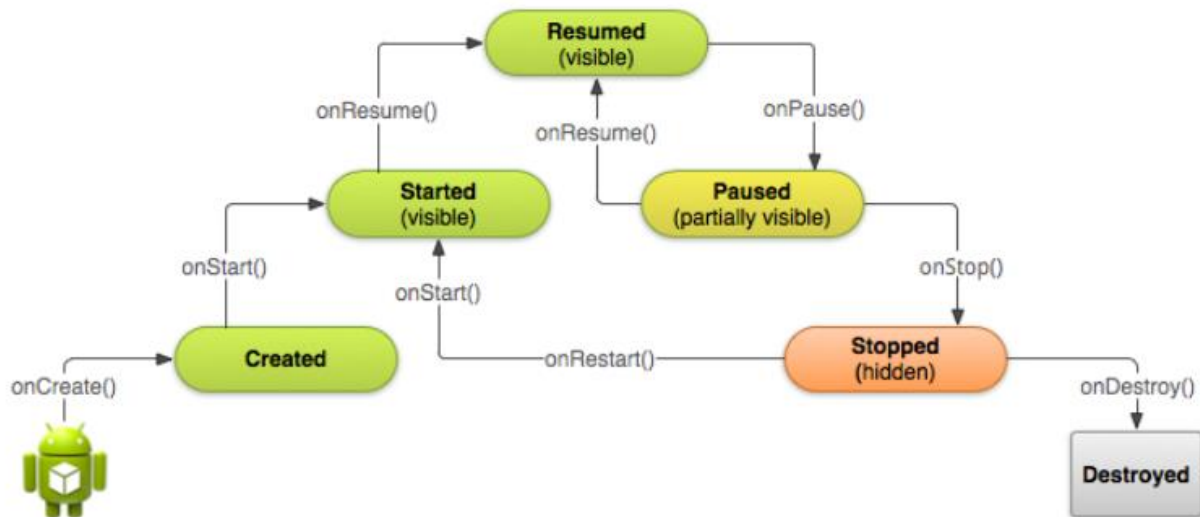 Resumed
(visible)
onResume()
onResume()
onPause()
Started
(visible)
Paused
(partially visible)
onStart()
onStart()
onStop()
Created
onRestart()
Stopped
(hidden)
onCreate()
onDestroy()
Destroyed